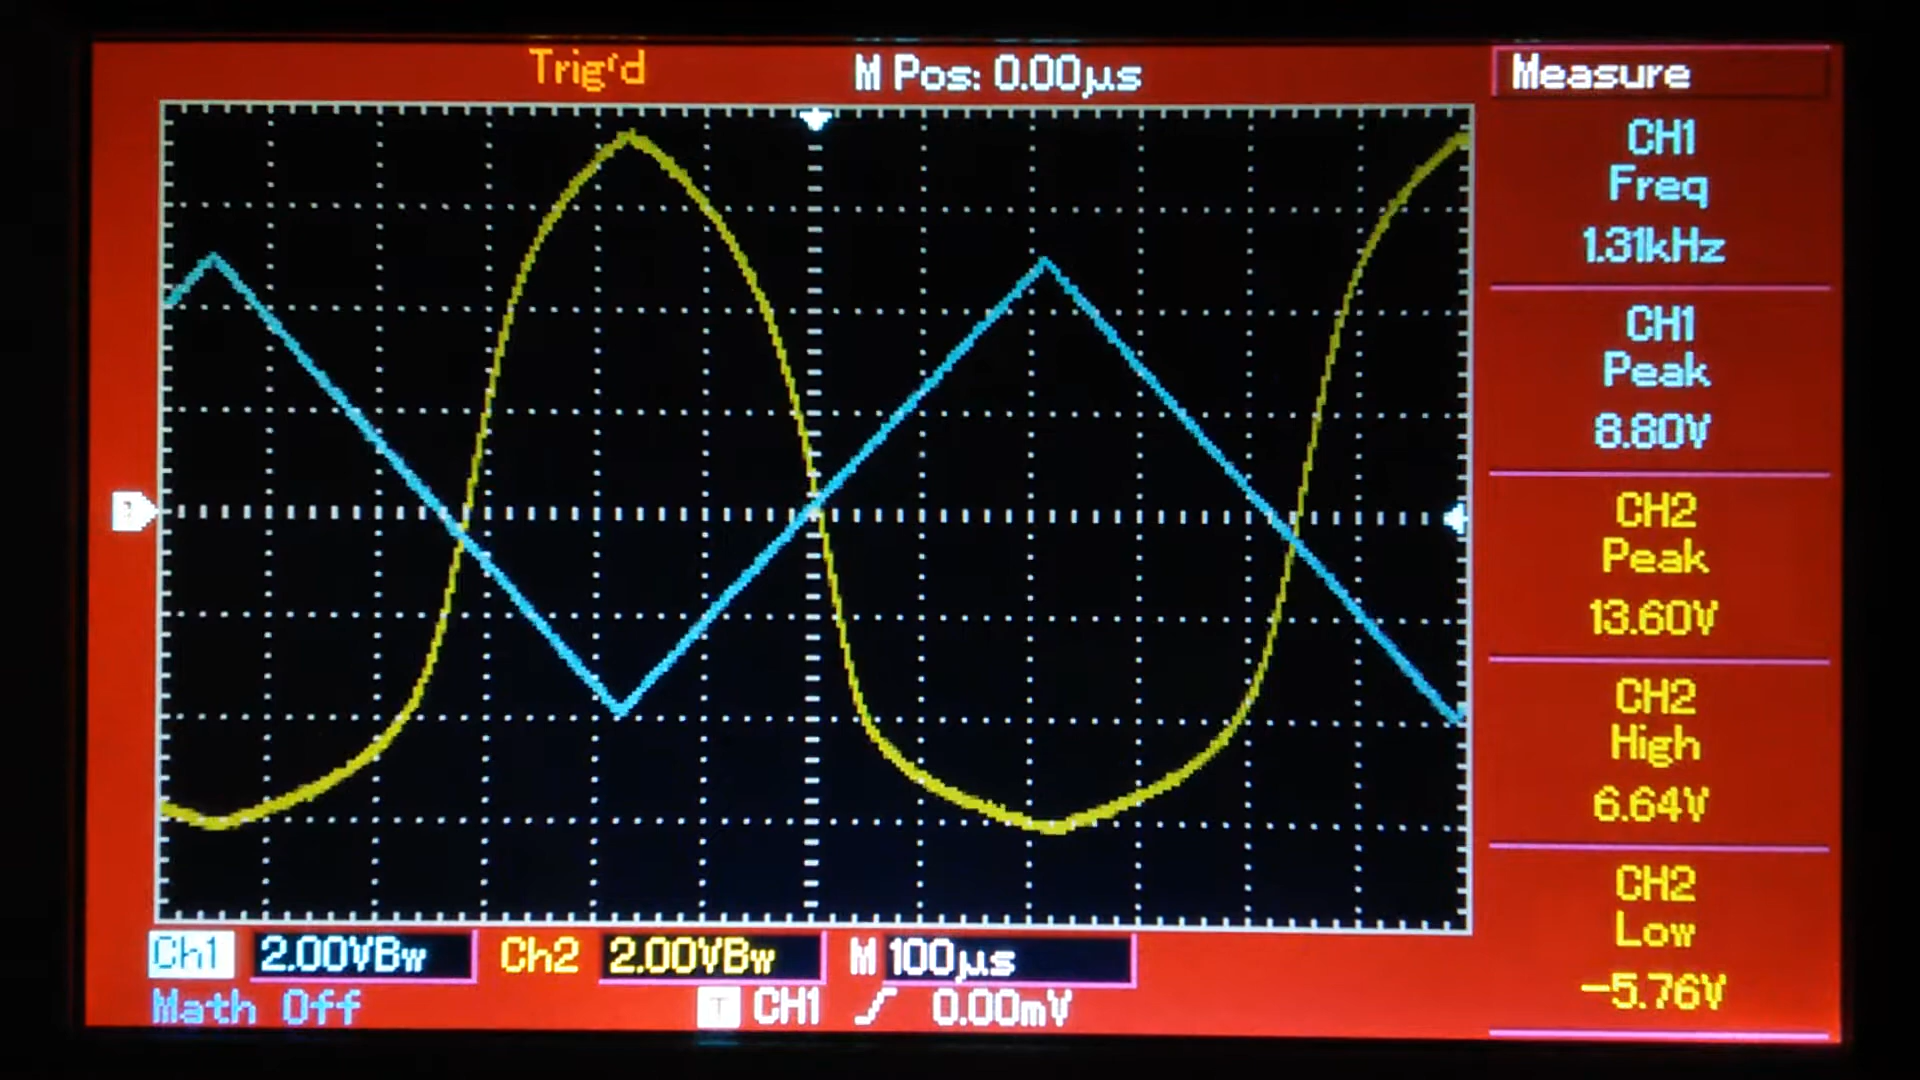 Trig'd
M Pos: 0.00µs
Measure
CH1
Freq
1.31kHz
CH1
Peak
8.80V
CH2
Peak
13.60V
CH2
High
6.64V
CH2
Low
-5.76V
Ch1 2.00VBw Ch2 2.00VBw M 100µs
Math Off T CH1 0.00mV